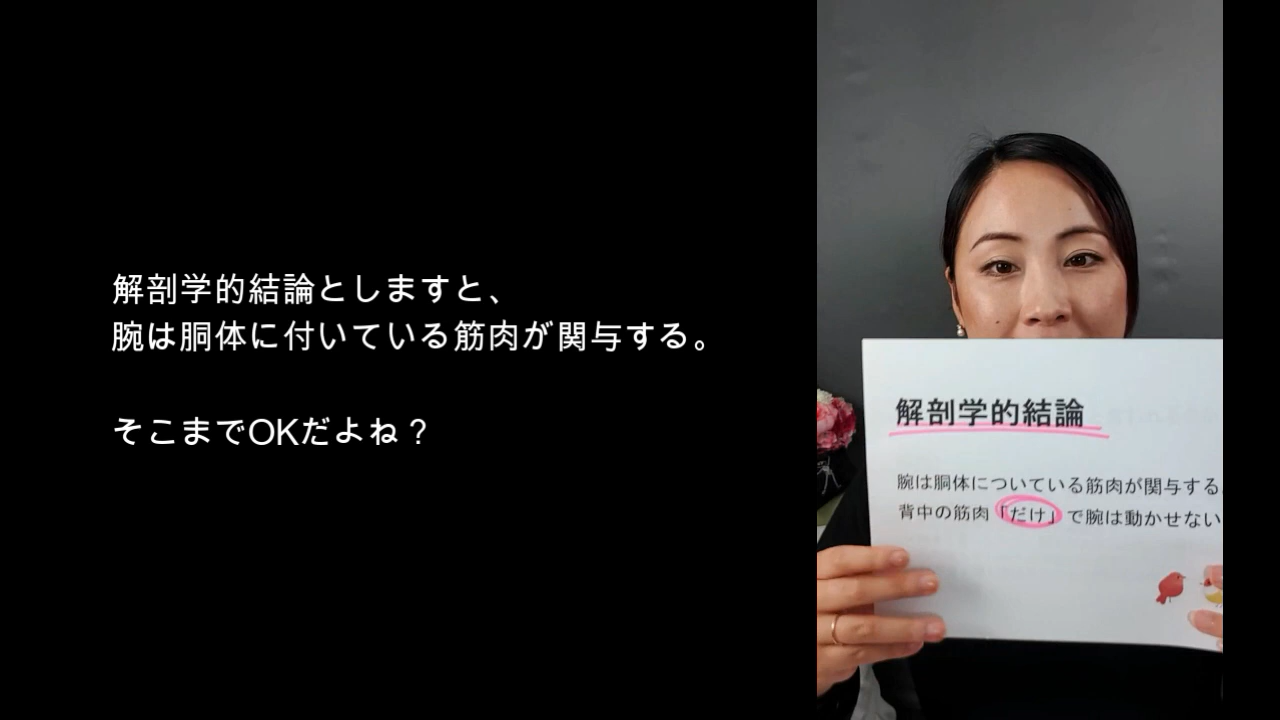 解剖学的結論としますと、
腕は胴体に付いている筋肉が関与する。
そこまでOKだよね？
解剖学的結論
腕は胴体についている筋肉が関与する
背中の筋肉「だけ」で腕は動かせない